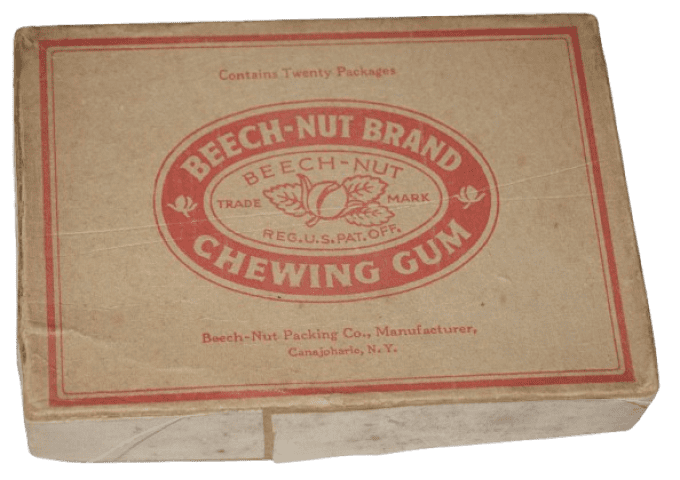 Contains Twenty Packages
BEECH-NUT BRAND
BEECH-NUT
TRADE MARK
REG.U.S.PAT.OFF.
CHEWING GUM
Beech-Nut Packing Co., Manufacturer,
Canajoharie, N.Y.